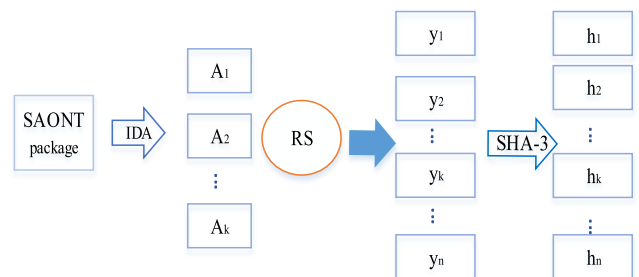 SAONT
package
IDA
A1
A2
⋮
Ak
RS
y1
y2
⋮
yk
⋮
yn
SHA-3
h1
h2
⋮
hk
⋮
hn